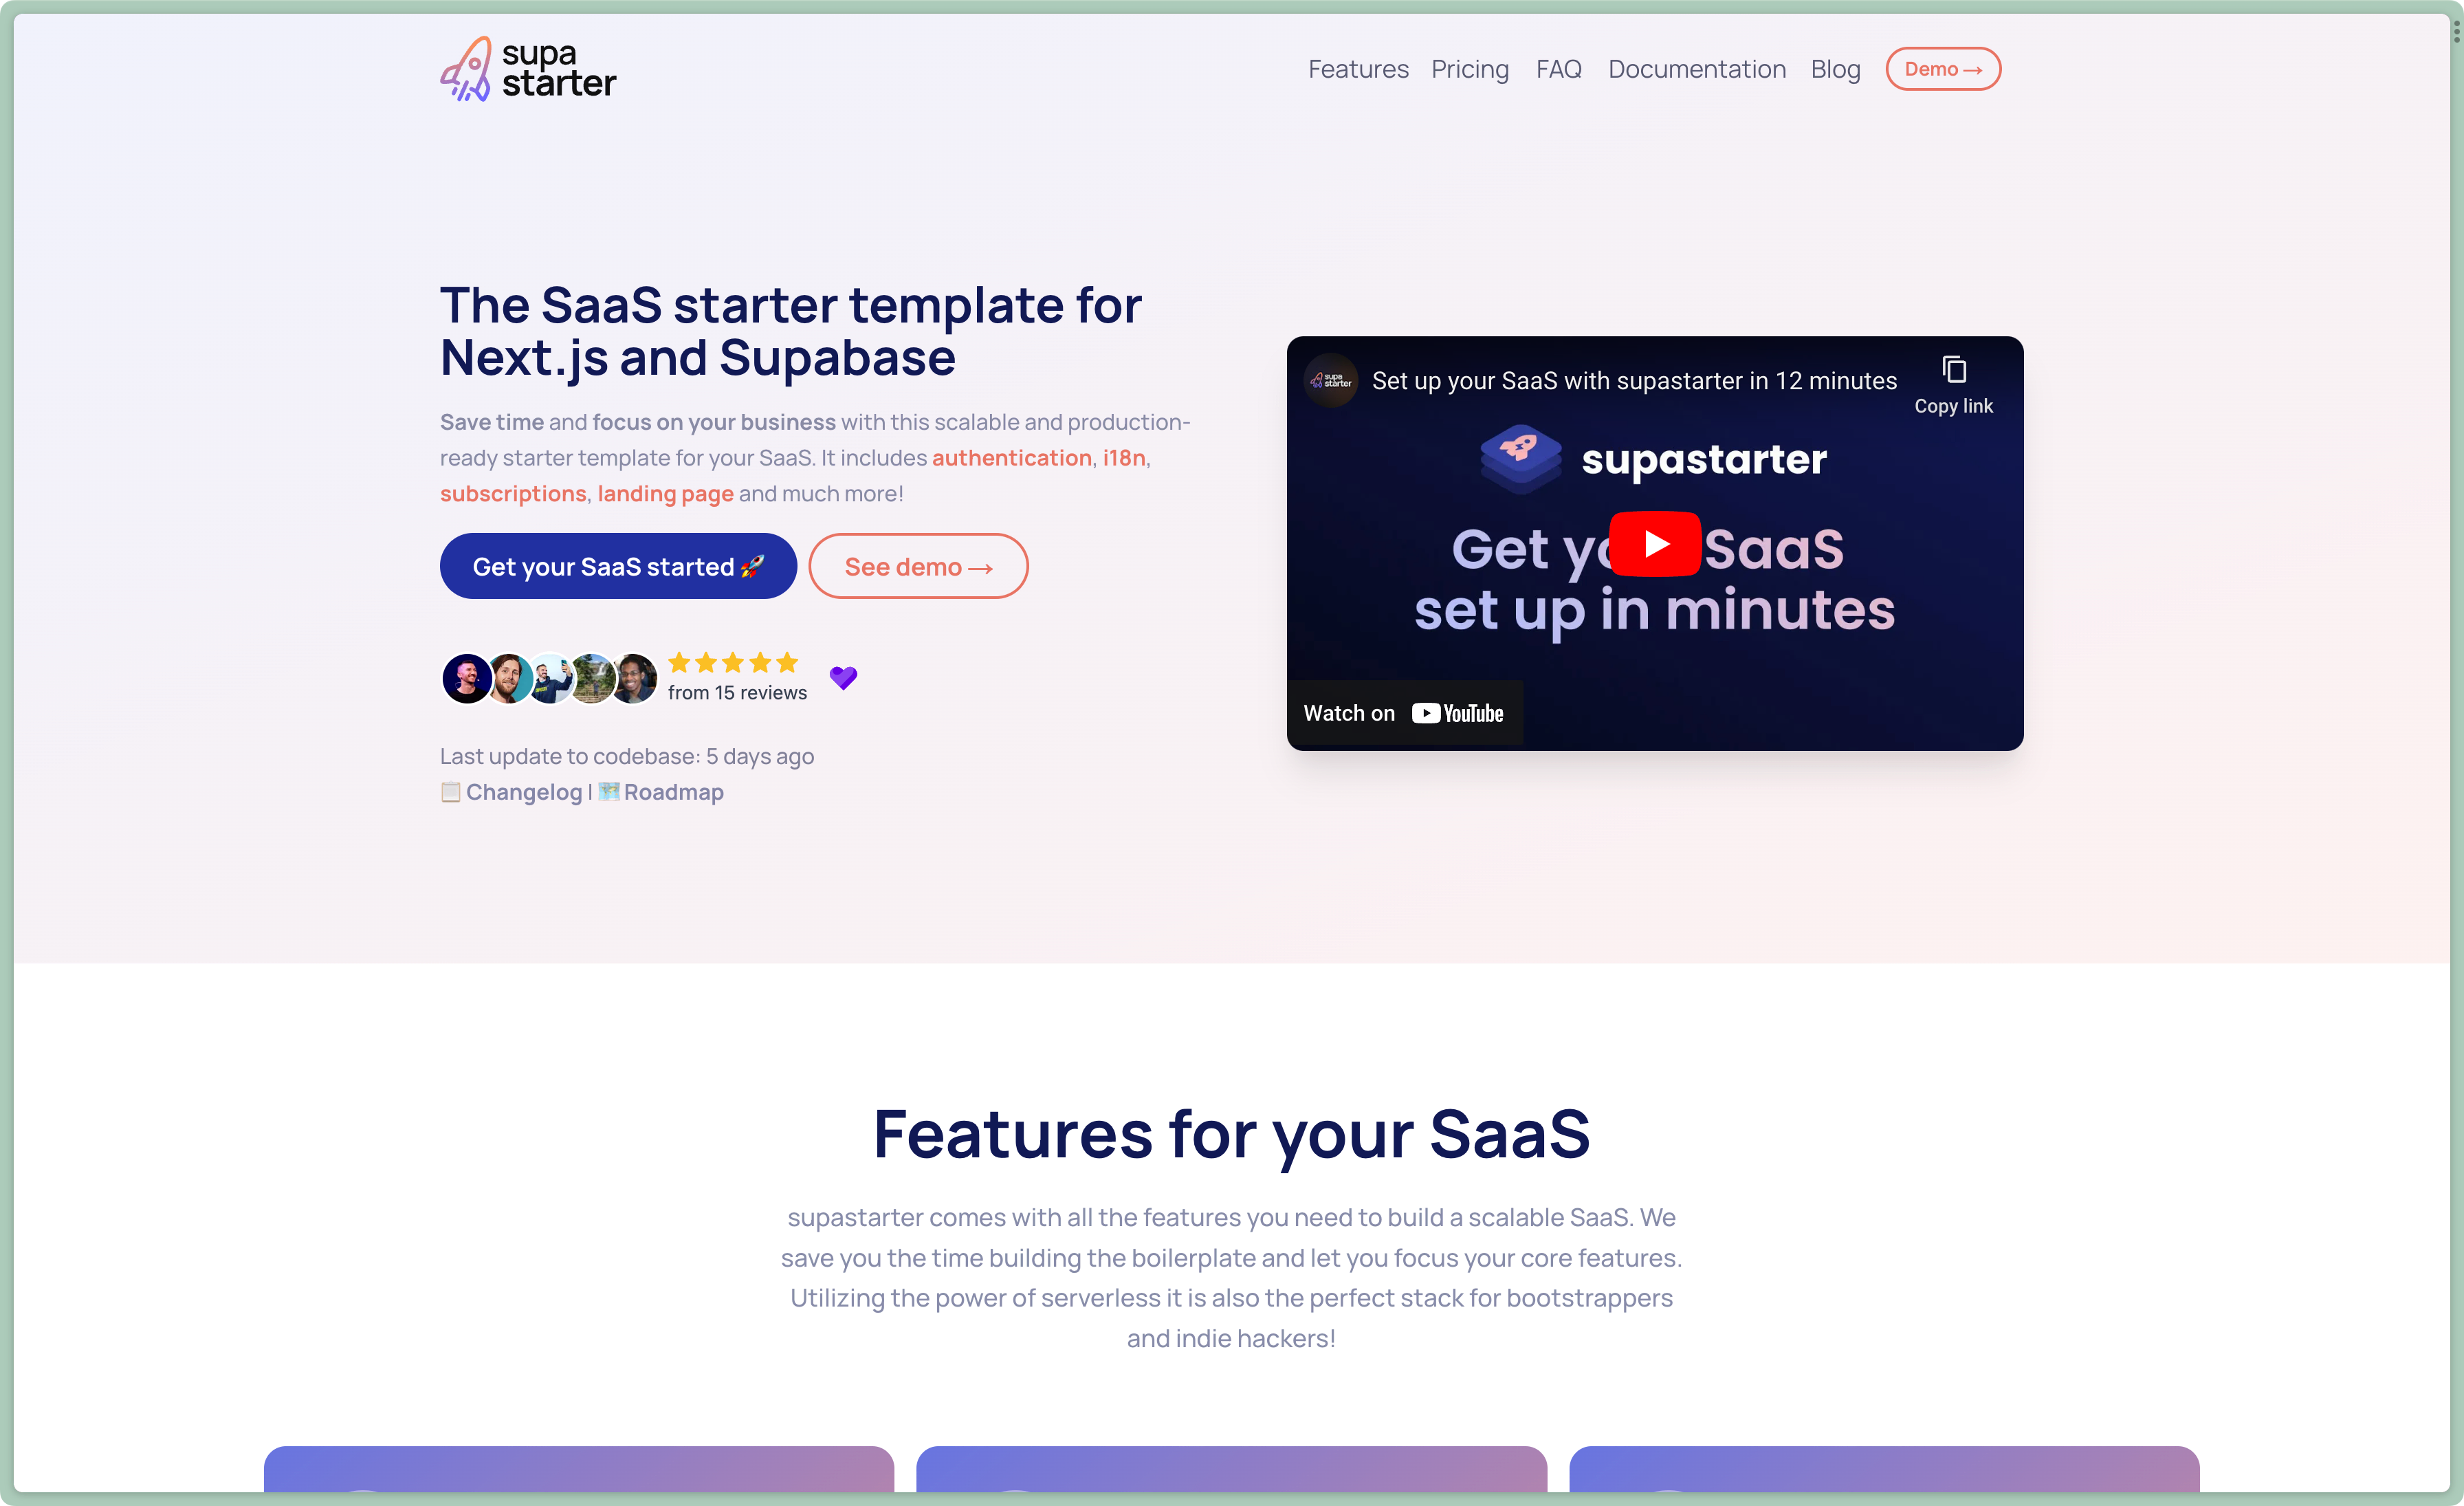 supa
starter
Features
Pricing
FAQ
Documentation
Blog
Demo →
The SaaS starter template for
Next.js and Supabase
Save time and focus on your business with this scalable and production-
ready starter template for your SaaS. It includes authentication, i18n,
subscriptions, landing page and much more!
Get your SaaS started 🚀
See demo →
from 15 reviews
Last update to codebase: 5 days ago
📋 Changelog | 🗺️ Roadmap
supa
starter
Set up your SaaS with supastarter in 12 minutes
Copy link
supastarter
Get yo SaaS
set up in minutes
Watch on YouTube
Features for your SaaS
supastarter comes with all the features you need to build a scalable SaaS. We
save you the time building the boilerplate and let you focus your core features.
Utilizing the power of serverless it is also the perfect stack for bootstrappers
and indie hackers!